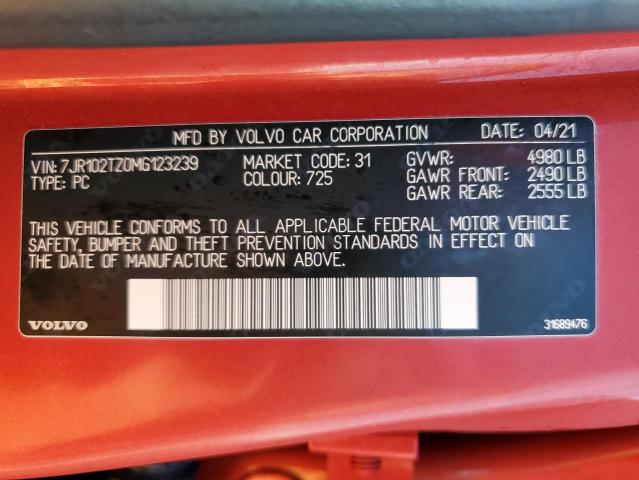 MFD BY VOLVO CAR CORPORATION DATE: 04/21
VIN: 7JR102TZ0MG123239 MARKET CODE: 31 GVWR: 4980 LB
TYPE: PC COLOUR: 725 GAWR FRONT: 2490 LB
GAWR REAR: 2555 LB
THIS VEHICLE CONFORMS TO ALL APPLICABLE FEDERAL MOTOR VEHICLE
SAFETY, BUMPER AND THEFT PREVENTION STANDARDS IN EFFECT ON
THE DATE OF MANUFACTURE SHOWN ABOVE.
VOLVO 31689476